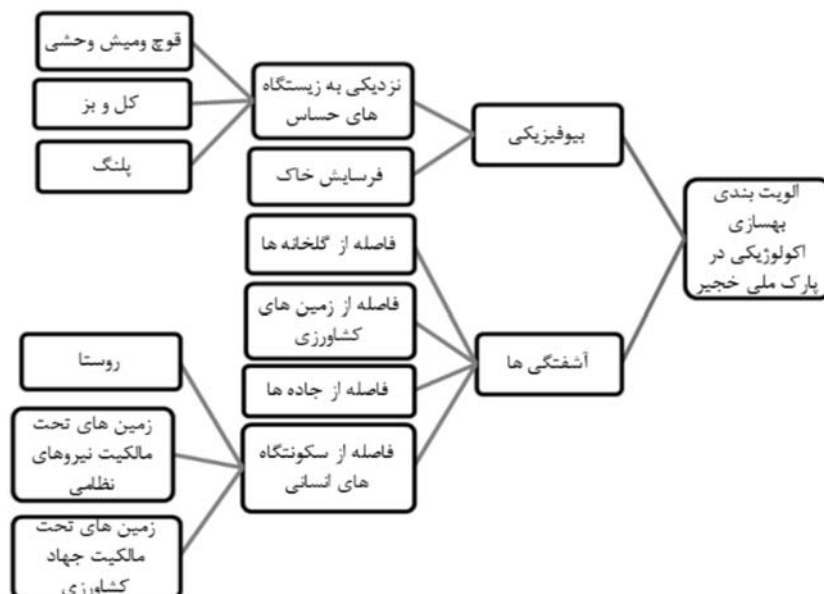 الویت بندی
بهسازی
اکولوژیکی در
پارک ملی خجیر
بیوفیزیکی
نزدیکی به زیستگاه
های حساس
قوچ ومیش وحشی
کل و بز
پلنگ
فرسایش خاک
آشفتگی ها
فاصله از گلخانه ها
فاصله از زمین های
کشاورزی
فاصله از جاده ها
فاصله از سکونتگاه
های انسانی
روستا
زمین های تحت
مالکیت نیروهای
نظامی
زمین های تحت
مالکیت جهاد
کشاورزی